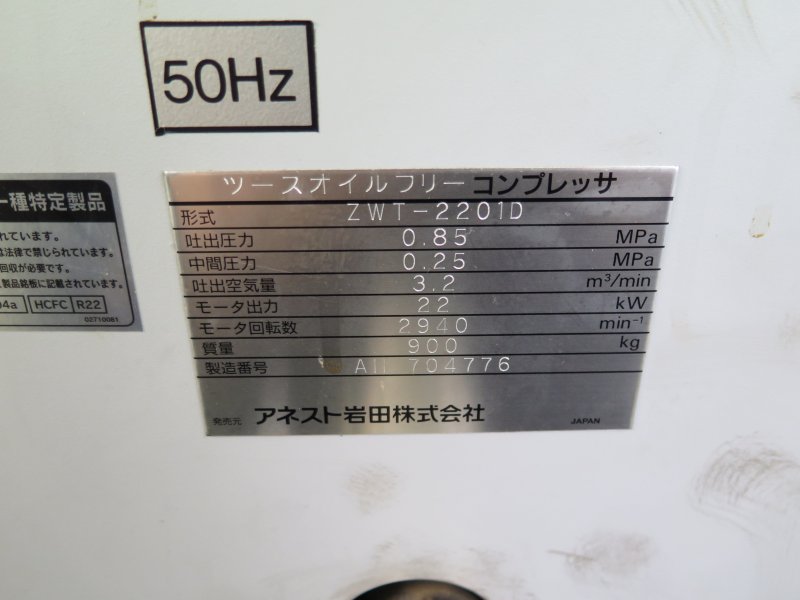 50Hz
一種特定製品
れています。
は法律で禁じられています。
回収が必要です。
製品銘板に記載されています。
04a HCFC R22
02710081
ツースオイルフリーコンプレッサ
形式 ZWT-2201D
吐出圧力 0.85 MPa
中間圧力 0.25 MPa
吐出空気量 3.2 m³/min
モータ出力 22 kW
モータ回転数 2940 min⁻¹
質量 900 kg
製造番号 704776
発売元 アネスト岩田株式会社 JAPAN